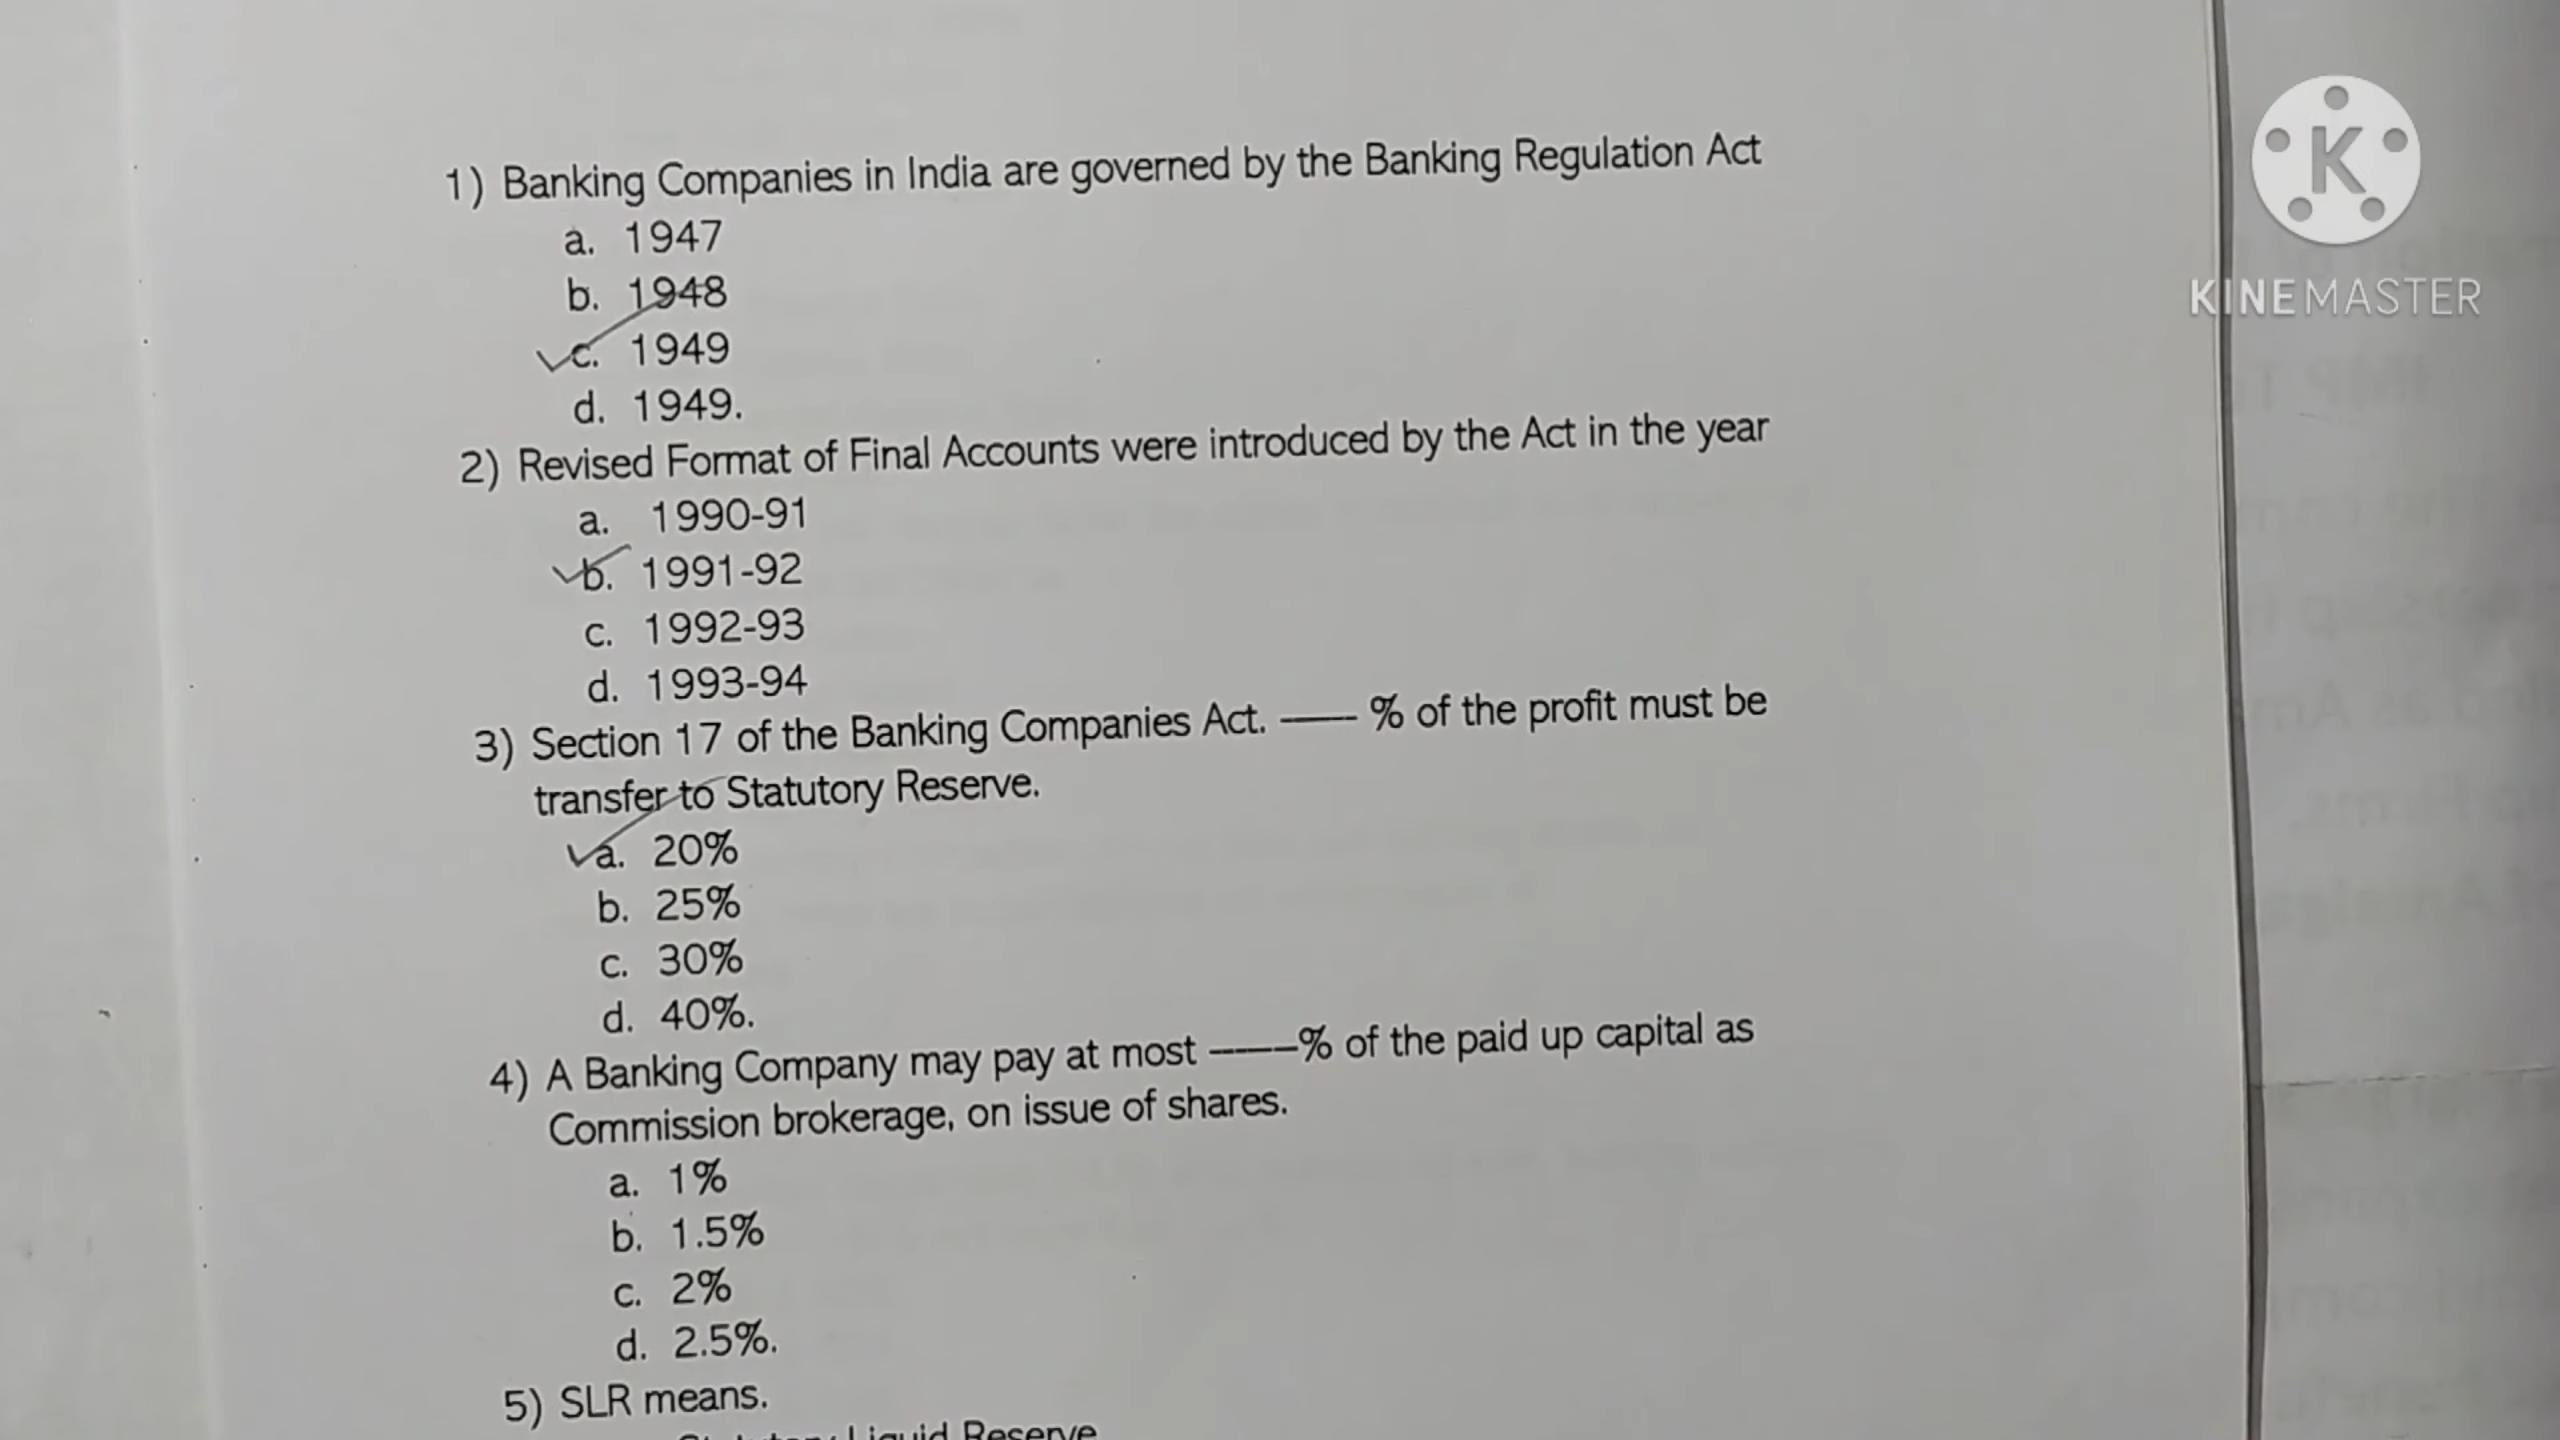 1) Banking Companies in India are governed by the Banking Regulation Act
a. 1947
b. 1948
c. 1949
d. 1949.
2) Revised Format of Final Accounts were introduced by the Act in the year
a. 1990-91
b. 1991-92
c. 1992-93
d. 1993-94
3) Section 17 of the Banking Companies Act. —— % of the profit must be
transfer to Statutory Reserve.
a. 20%
b. 25%
c. 30%
d. 40%.
4) A Banking Company may pay at most ------% of the paid up capital as
Commission brokerage, on issue of shares.
a. 1%
b. 1.5%
c. 2%
d. 2.5%.
5) SLR means.
Liquid Reserve
K
KINEMASTER